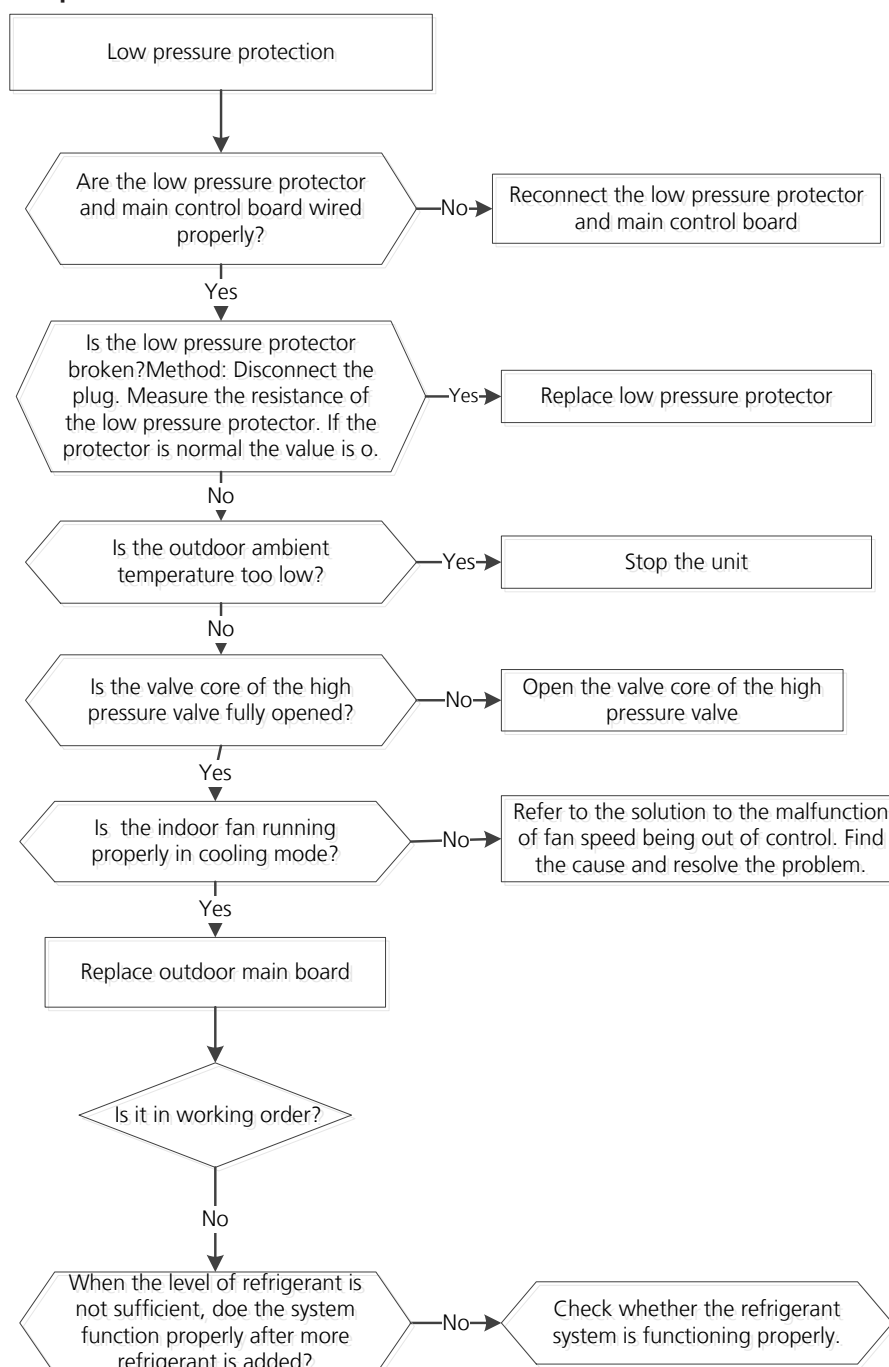 Low pressure protection
Are the low pressure protector
and main control board wired
properly?
No
Reconnect the low pressure protector
and main control board
Yes
Is the low pressure protector
broken?Method: Disconnect the
plug. Measure the resistance of
the low pressure protector. If the
protector is normal the value is o.
Yes
Replace low pressure protector
No
Is the outdoor ambient
temperature too low?
Yes
Stop the unit
No
Is the valve core of the high
pressure valve fully opened?
No
Open the valve core of the high
pressure valve
Yes
Is the indoor fan running
properly in cooling mode?
No
Refer to the solution to the malfunction
of fan speed being out of control. Find
the cause and resolve the problem.
Yes
Replace outdoor main board
Is it in working order?
No
When the level of refrigerant is
not sufficient, doe the system
function properly after more
refrigerant is added?
No
Check whether the refrigerant
system is functioning properly.